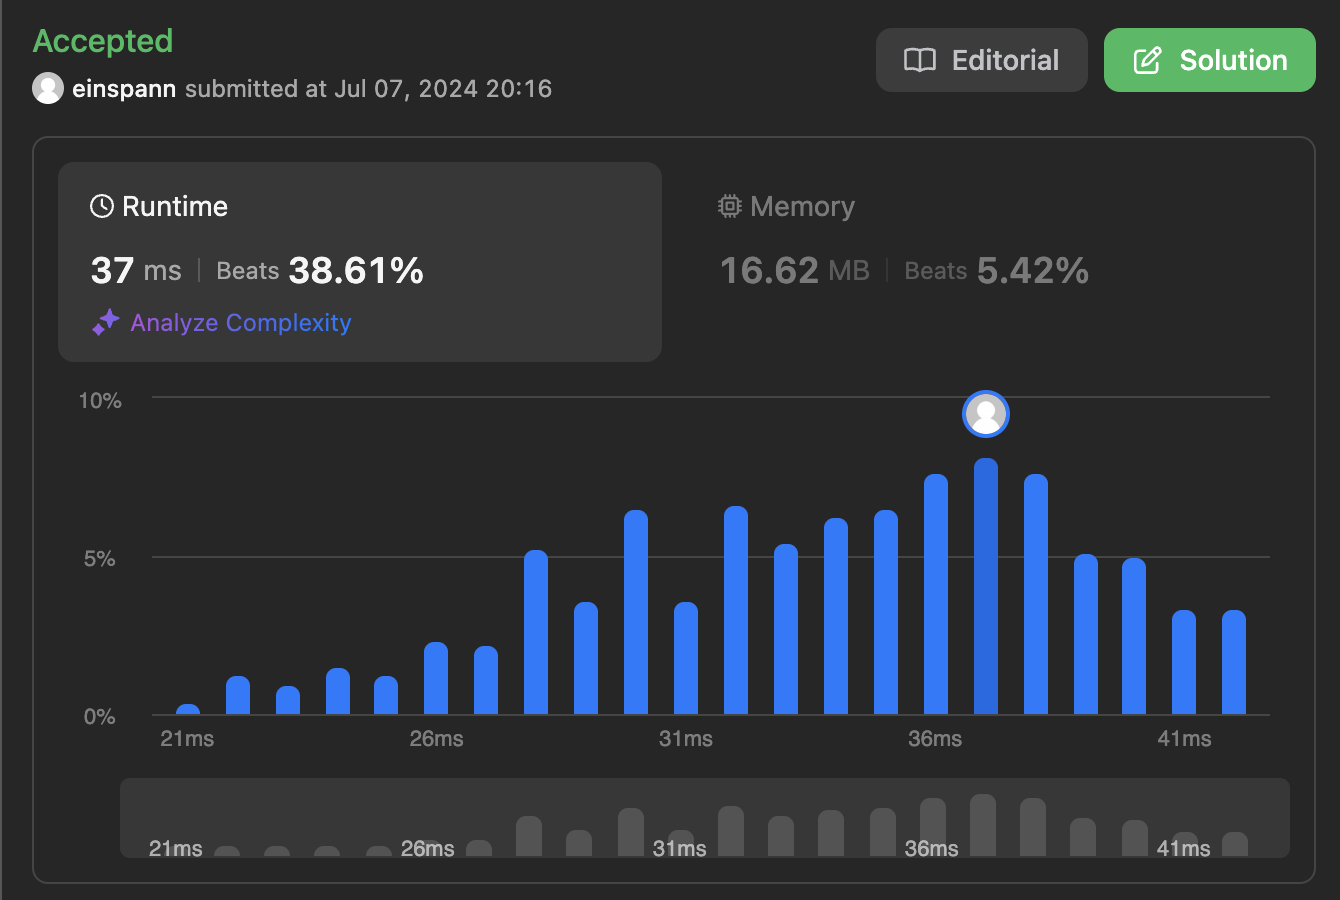 Accepted
einspann submitted at Jul 07, 2024 20:16
Editorial
Solution
Runtime
37 ms | Beats 38.61%
Analyze Complexity
Memory
16.62 MB | Beats 5.42%
10%
5%
0%
21ms 26ms 31ms 36ms 41ms
21ms 26ms 31ms 36ms 41ms